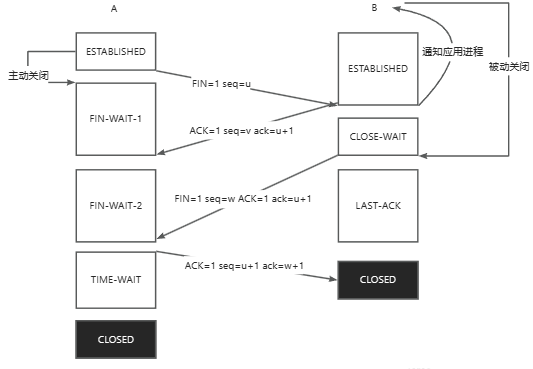 A
B
ESTABLISHED
主动关闭
FIN-WAIT-1
FIN-WAIT-2
TIME-WAIT
CLOSED
FIN=1 seq=u
ACK=1 seq=v ack=u+1
FIN=1 seq=w ACK=1 ack=u+1
ACK=1 seq=u+1 ack=w+1
ESTABLISHED
通知应用进程
被动关闭
CLOSE-WAIT
LAST-ACK
CLOSED